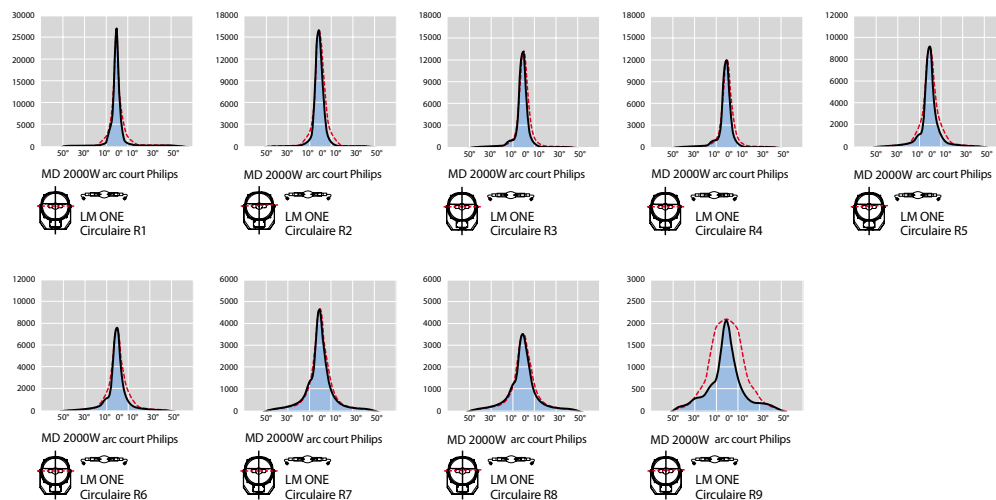 30000
25000
20000
15000
10000
5000
0
50° 30° 10° 0° 10° 30° 50°
MD 2000W arc court Philips
LM ONE
Circulaire R1
18000
15000
12000
9000
6000
3000
0
50° 30° 10° 0° 10° 30° 50°
MD 2000W arc court Philips
LM ONE
Circulaire R2
18000
15000
12000
9000
6000
3000
0
50° 30° 10° 0° 10° 30° 50°
MD 2000W arc court Philips
LM ONE
Circulaire R3
18000
15000
12000
9000
6000
3000
0
50° 30° 10° 0° 10° 30° 50°
MD 2000W arc court Philips
LM ONE
Circulaire R4
12000
10000
8000
6000
4000
2000
0
50° 30° 10° 0° 10° 30° 50°
MD 2000W arc court Philips
LM ONE
Circulaire R5
12000
10000
8000
6000
4000
2000
0
50° 30° 10° 0° 10° 30° 50°
MD 2000W arc court Philips
LM ONE
Circulaire R6
6000
5000
4000
3000
2000
1000
0
50° 30° 10° 0° 10° 30° 50°
MD 2000W arc court Philips
LM ONE
Circulaire R7
6000
5000
4000
3000
2000
1000
0
50° 30° 10° 0° 10° 30° 50°
MD 2000W arc court Philips
LM ONE
Circulaire R8
3000
2500
2000
1500
1000
500
0
50° 30° 10° 0° 10° 30° 50°
MD 2000W arc court Philips
LM ONE
Circulaire R9